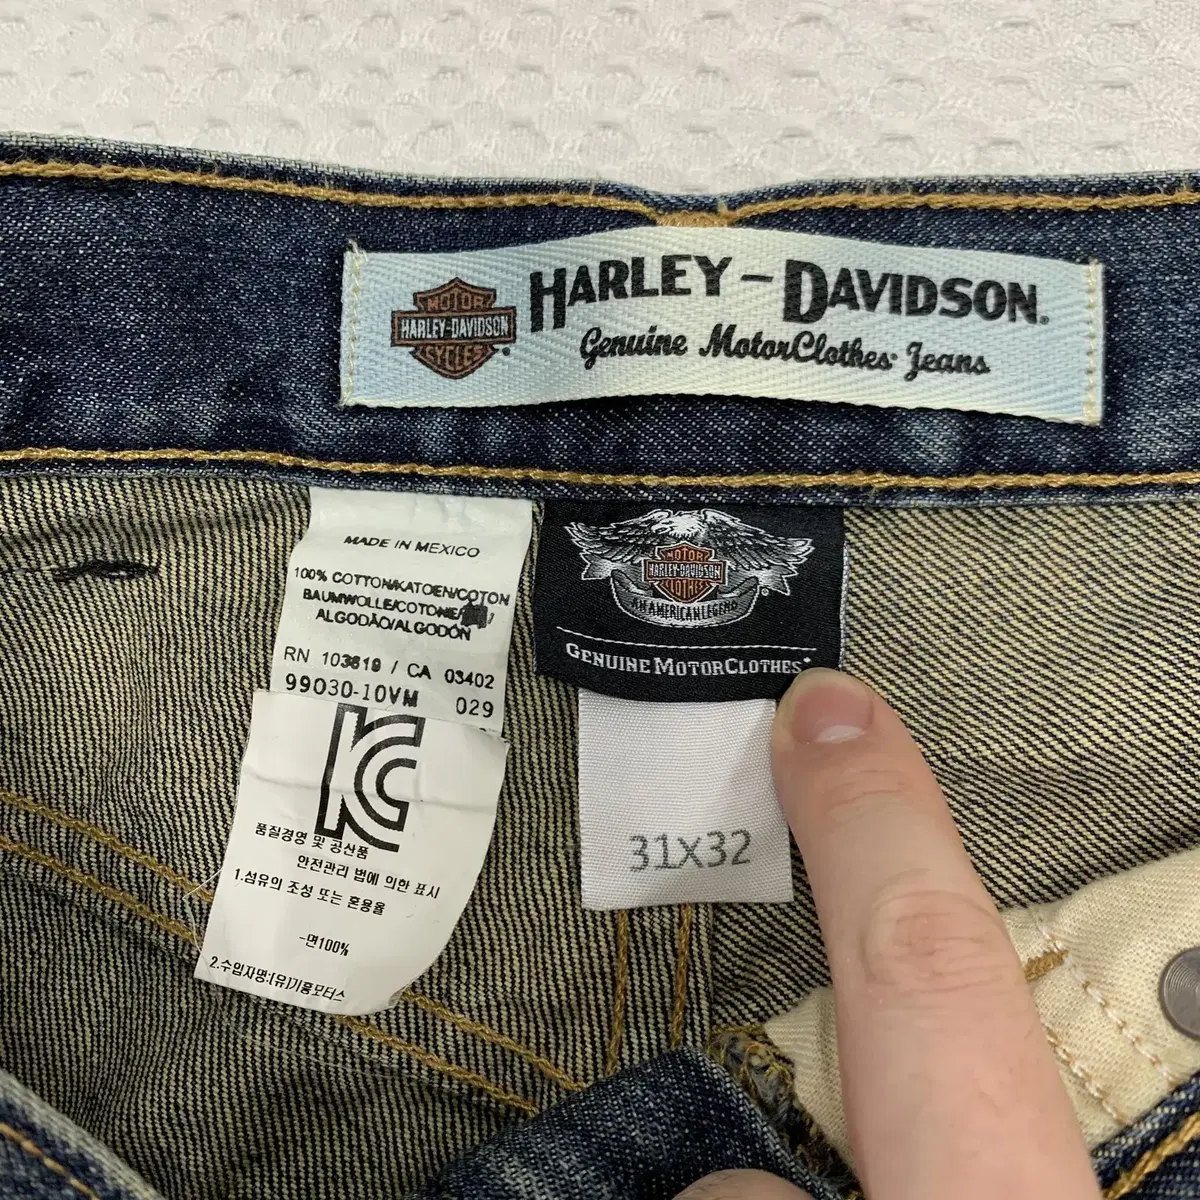 MOTOR
HARLEY-DAVIDSON
CYCLES
HARLEY-DAVIDSON.
Genuine MotorClothes Jeans
MADE IN MEXICO
100% COTTON/KATOEN/COTON
BAUMWOLLE/COTONE/
ALGODÃO/ALGODÓN
RN 103819 / CA 03402
99030-10VM 029
KC
품질경영 및 공산품
안전관리 법에 의한 표시
1.섬유의 조성 또는 혼용율
-면100%
2.수입자명:(유)기흥모터스
MOTOR
HARLEY-DAVIDSON
CLOTHES
AN AMERICAN LEGEND
GENUINE MOTORCLOTHES
31X32